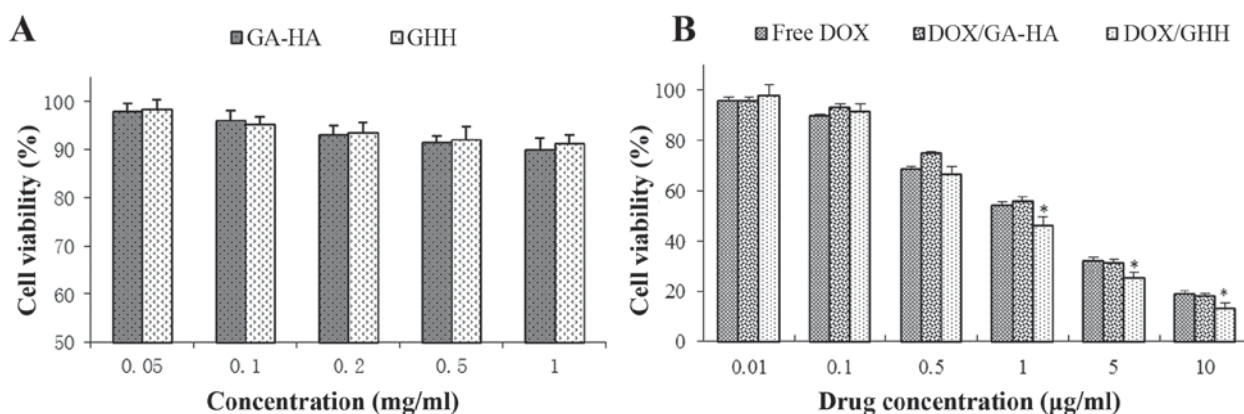 A
GA-HA GHH
Cell viability (%)
100
90
80
70
60
50
0.05 0.1 0.2 0.5 1
Concentration (mg/ml)
B
Free DOX DOX/GA-HA DOX/GHH
Cell viability (%)
100
80
60
40
20
0
*
*
*
0.01 0.1 0.5 1 5 10
Drug concentration (μg/ml)